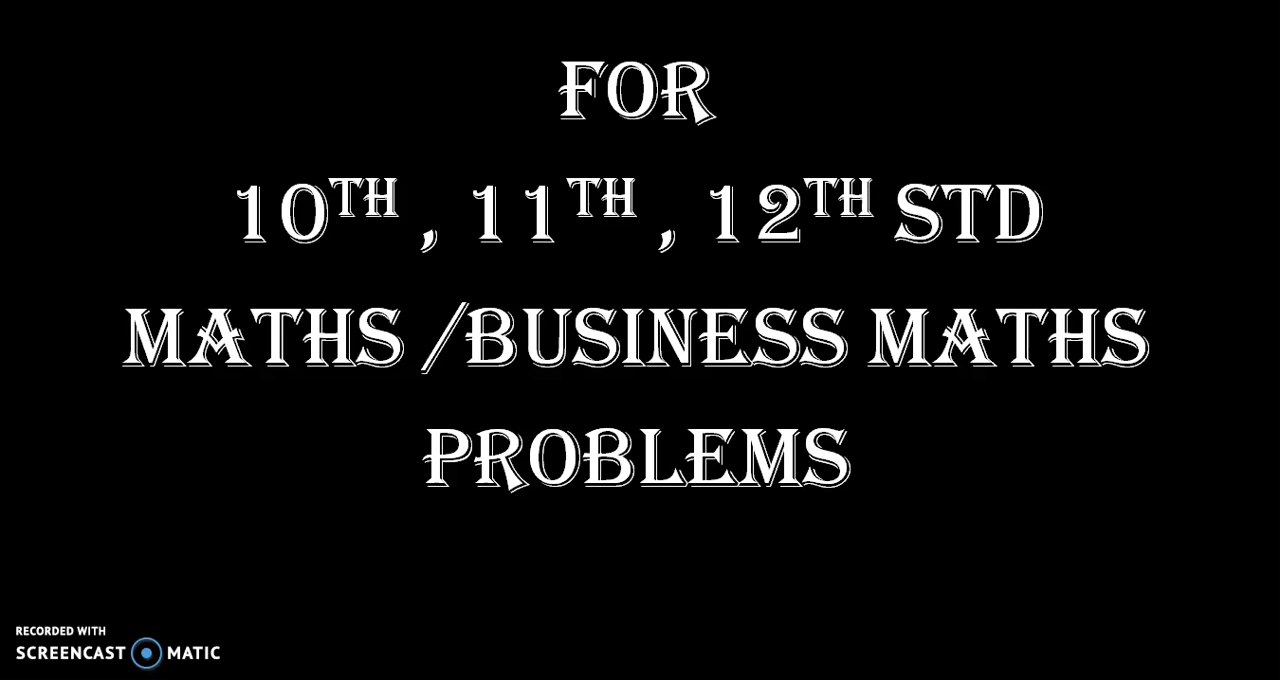 FOR
10TH , 11TH , 12TH STD
MATHS /BUSINESS MATHS
PROBLEMS
RECORDED WITH
SCREENCAST MATIC